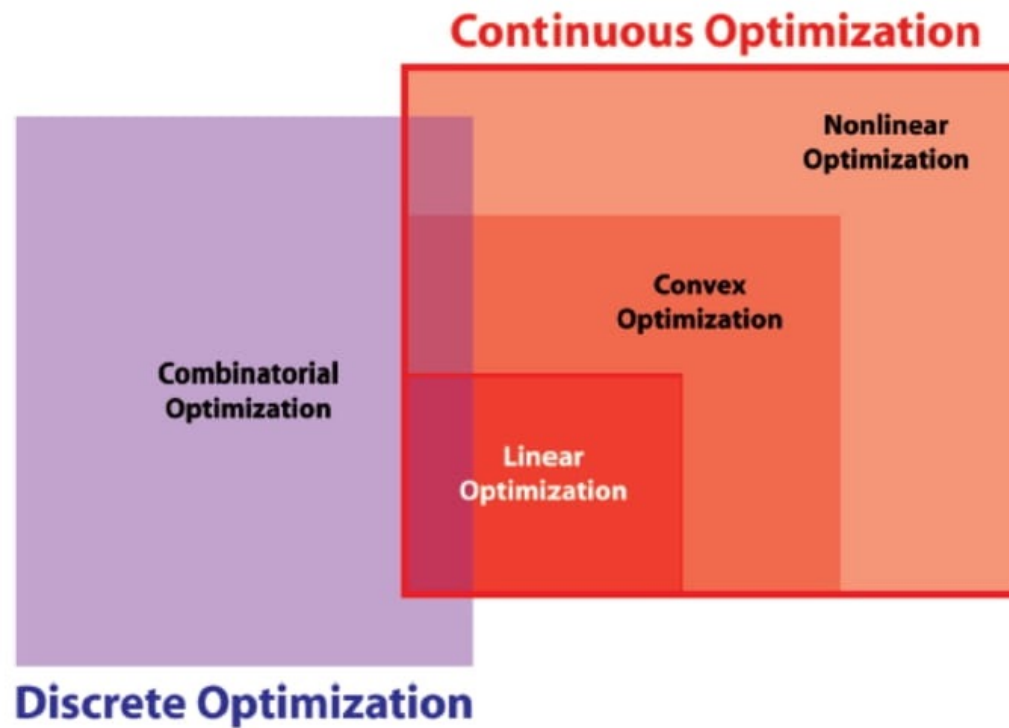 Continuous Optimization
Nonlinear
Optimization
Convex
Optimization
Combinatorial
Optimization
Linear
Optimization
Discrete Optimization